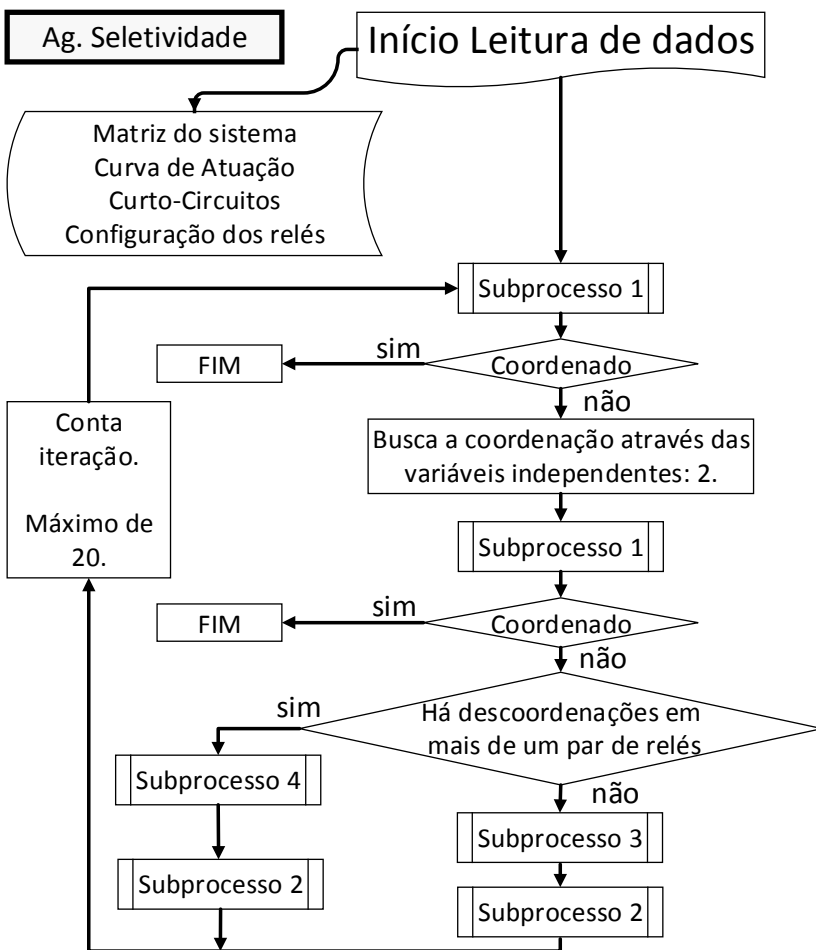 Ag. Seletividade
Início Leitura de dados
Matriz do sistema
Curva de Atuação
Curto-Circuitos
Configuração dos relés
Subprocesso 1
sim
FIM
Coordenado
não
Conta
iteração.
Máximo de
20.
Busca a coordenação através das
variáveis independentes: 2.
Subprocesso 1
sim
FIM
Coordenado
não
sim
Há descoordenações em
mais de um par de relés
Subprocesso 4
não
Subprocesso 3
Subprocesso 2
Subprocesso 2